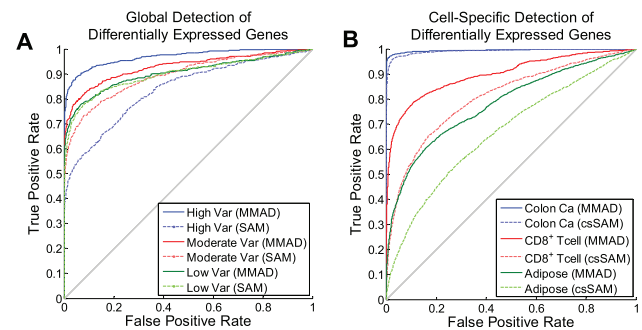 A
Global Detection of
Differentially Expressed Genes
True Positive Rate
1
0.9
0.8
0.7
0.6
0.5
0.4
0.3
0.2
0.1
0
0 0.2 0.4 0.6 0.8 1
False Positive Rate
High Var (MMAD)
High Var (SAM)
Moderate Var (MMAD)
Moderate Var (SAM)
Low Var (MMAD)
Low Var (SAM)
B
Cell-Specific Detection of
Differentially Expressed Genes
True Positive Rate
1
0.9
0.8
0.7
0.6
0.5
0.4
0.3
0.2
0.1
0
0 0.2 0.4 0.6 0.8 1
False Positive Rate
Colon Ca (MMAD)
Colon Ca (csSAM)
CD8⁺ Tcell (MMAD)
CD8⁺ Tcell (csSAM)
Adipose (MMAD)
Adipose (csSAM)